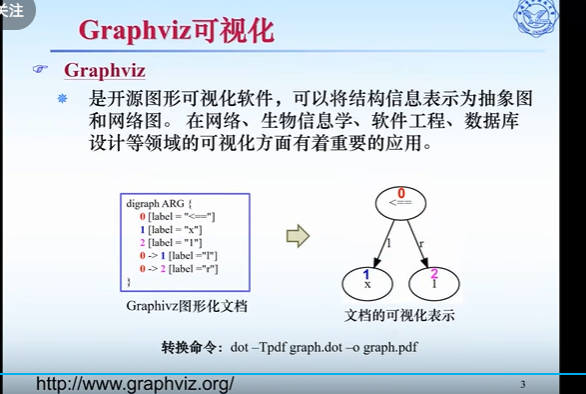 关注
Graphviz可视化
Graphviz
是开源图形可视化软件，可以将结构信息表示为抽象图
和网络图。 在网络、生物信息学、软件工程、数据库
设计等领域的可视化方面有着重要的应用。
digraph ARG {
0 [label = "<=="]
1 [label = "x"]
2 [label = "1"]
0 -> 1 [label ="l"]
0 -> 2 [label ="r"]
}
Graphivz图形化文档
0
<==
l
r
1
x
2
1
文档的可视化表示
转换命令：dot –Tpdf graph.dot –o graph.pdf
http://www.graphviz.org/
3